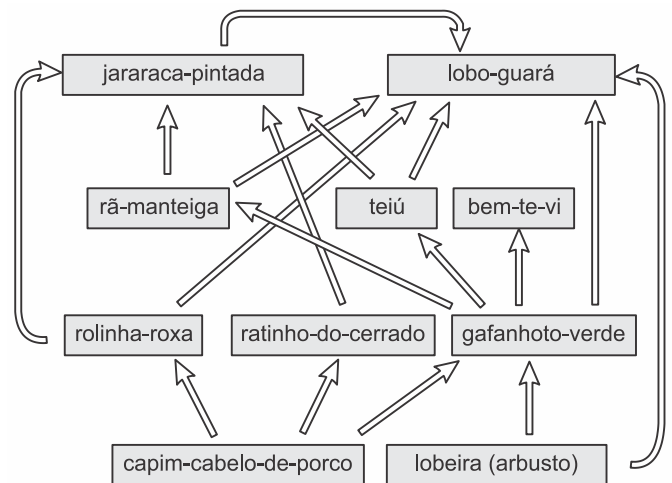 jararaca-pintada
lobo-guará
rã-manteiga
teiú
bem-te-vi
rolinha-roxa
ratinho-do-cerrado
gafanhoto-verde
capim-cabelo-de-porco
lobeira (arbusto)